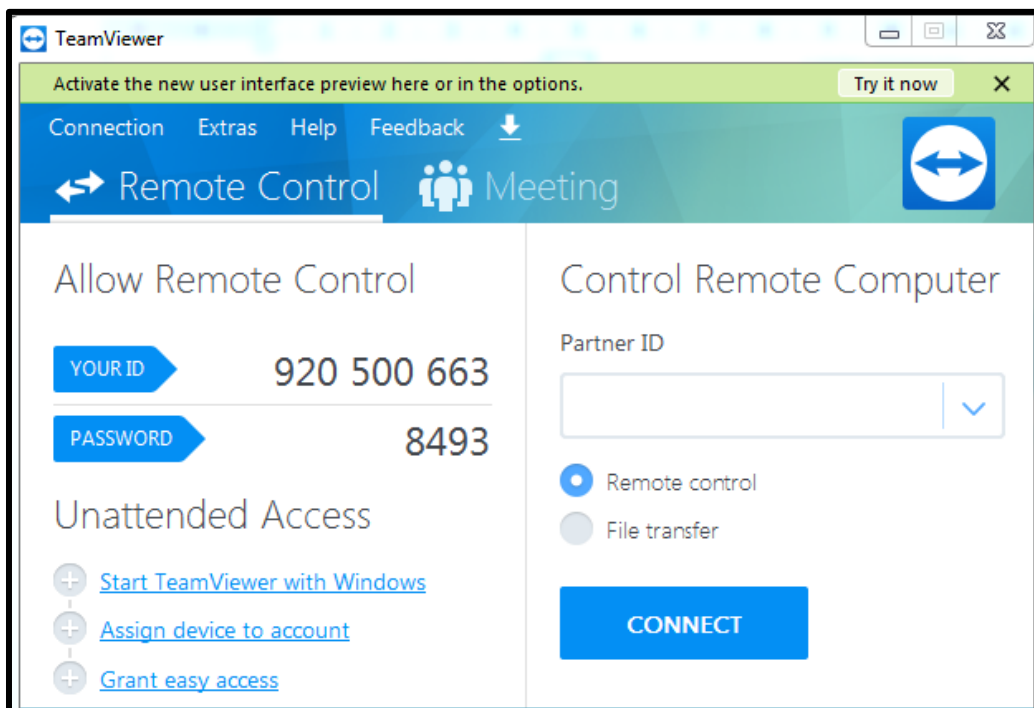 TeamViewer
Activate the new user interface preview here or in the options.
Try it now
Connection Extras Help Feedback
Remote Control Meeting
Allow Remote Control
YOUR ID 920 500 663
PASSWORD 8493
Unattended Access
Start TeamViewer with Windows
Assign device to account
Grant easy access
Control Remote Computer
Partner ID
Remote control
File transfer
CONNECT